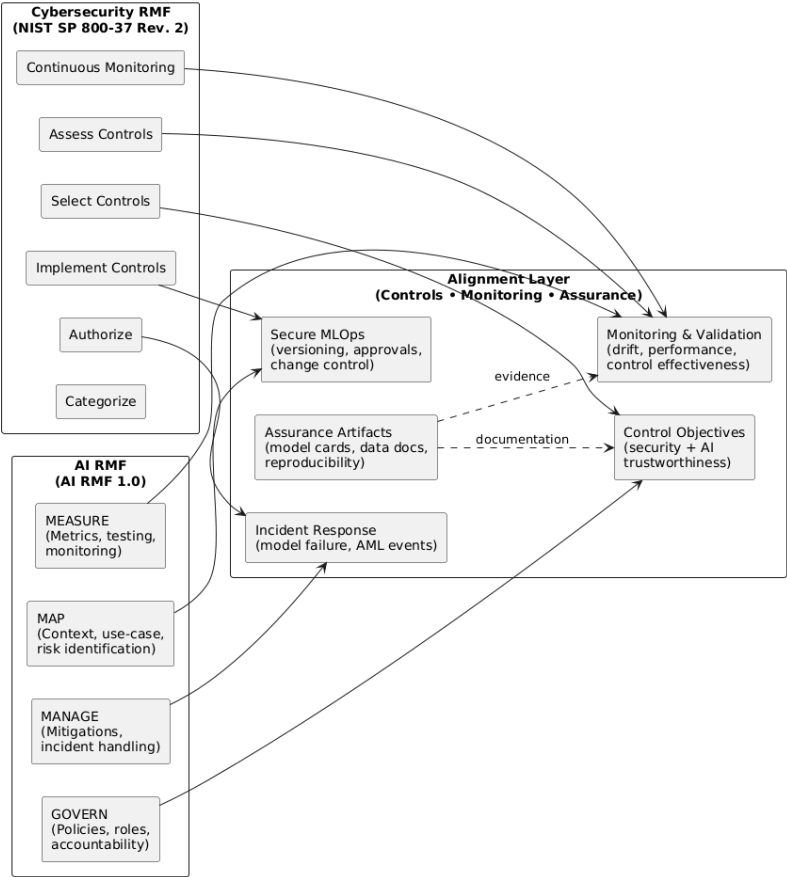 Cybersecurity RMF
(NIST SP 800-37 Rev. 2)
Continuous Monitoring
Assess Controls
Select Controls
Implement Controls
Authorize
Categorize
AI RMF
(AI RMF 1.0)
MEASURE
(Metrics, testing,
monitoring)
MAP
(Context, use-case,
risk identification)
MANAGE
(Mitigations,
incident handling)
GOVERN
(Policies, roles,
accountability)
Alignment Layer
(Controls • Monitoring • Assurance)
Secure MLOps
(versioning, approvals,
change control)
Monitoring & Validation
(drift, performance,
control effectiveness)
evidence
Assurance Artifacts
(model cards, data docs,
reproducibility)
documentation
Control Objectives
(security + AI
trustworthiness)
Incident Response
(model failure, AML events)